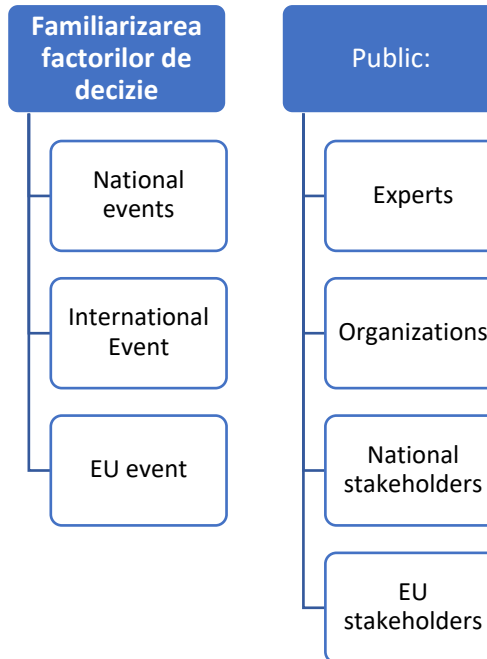 Familiarizarea
factorilor de
decizie
National
events
International
Event
EU event
Public:
Experts
Organizations
National
stakeholders
EU
stakeholders